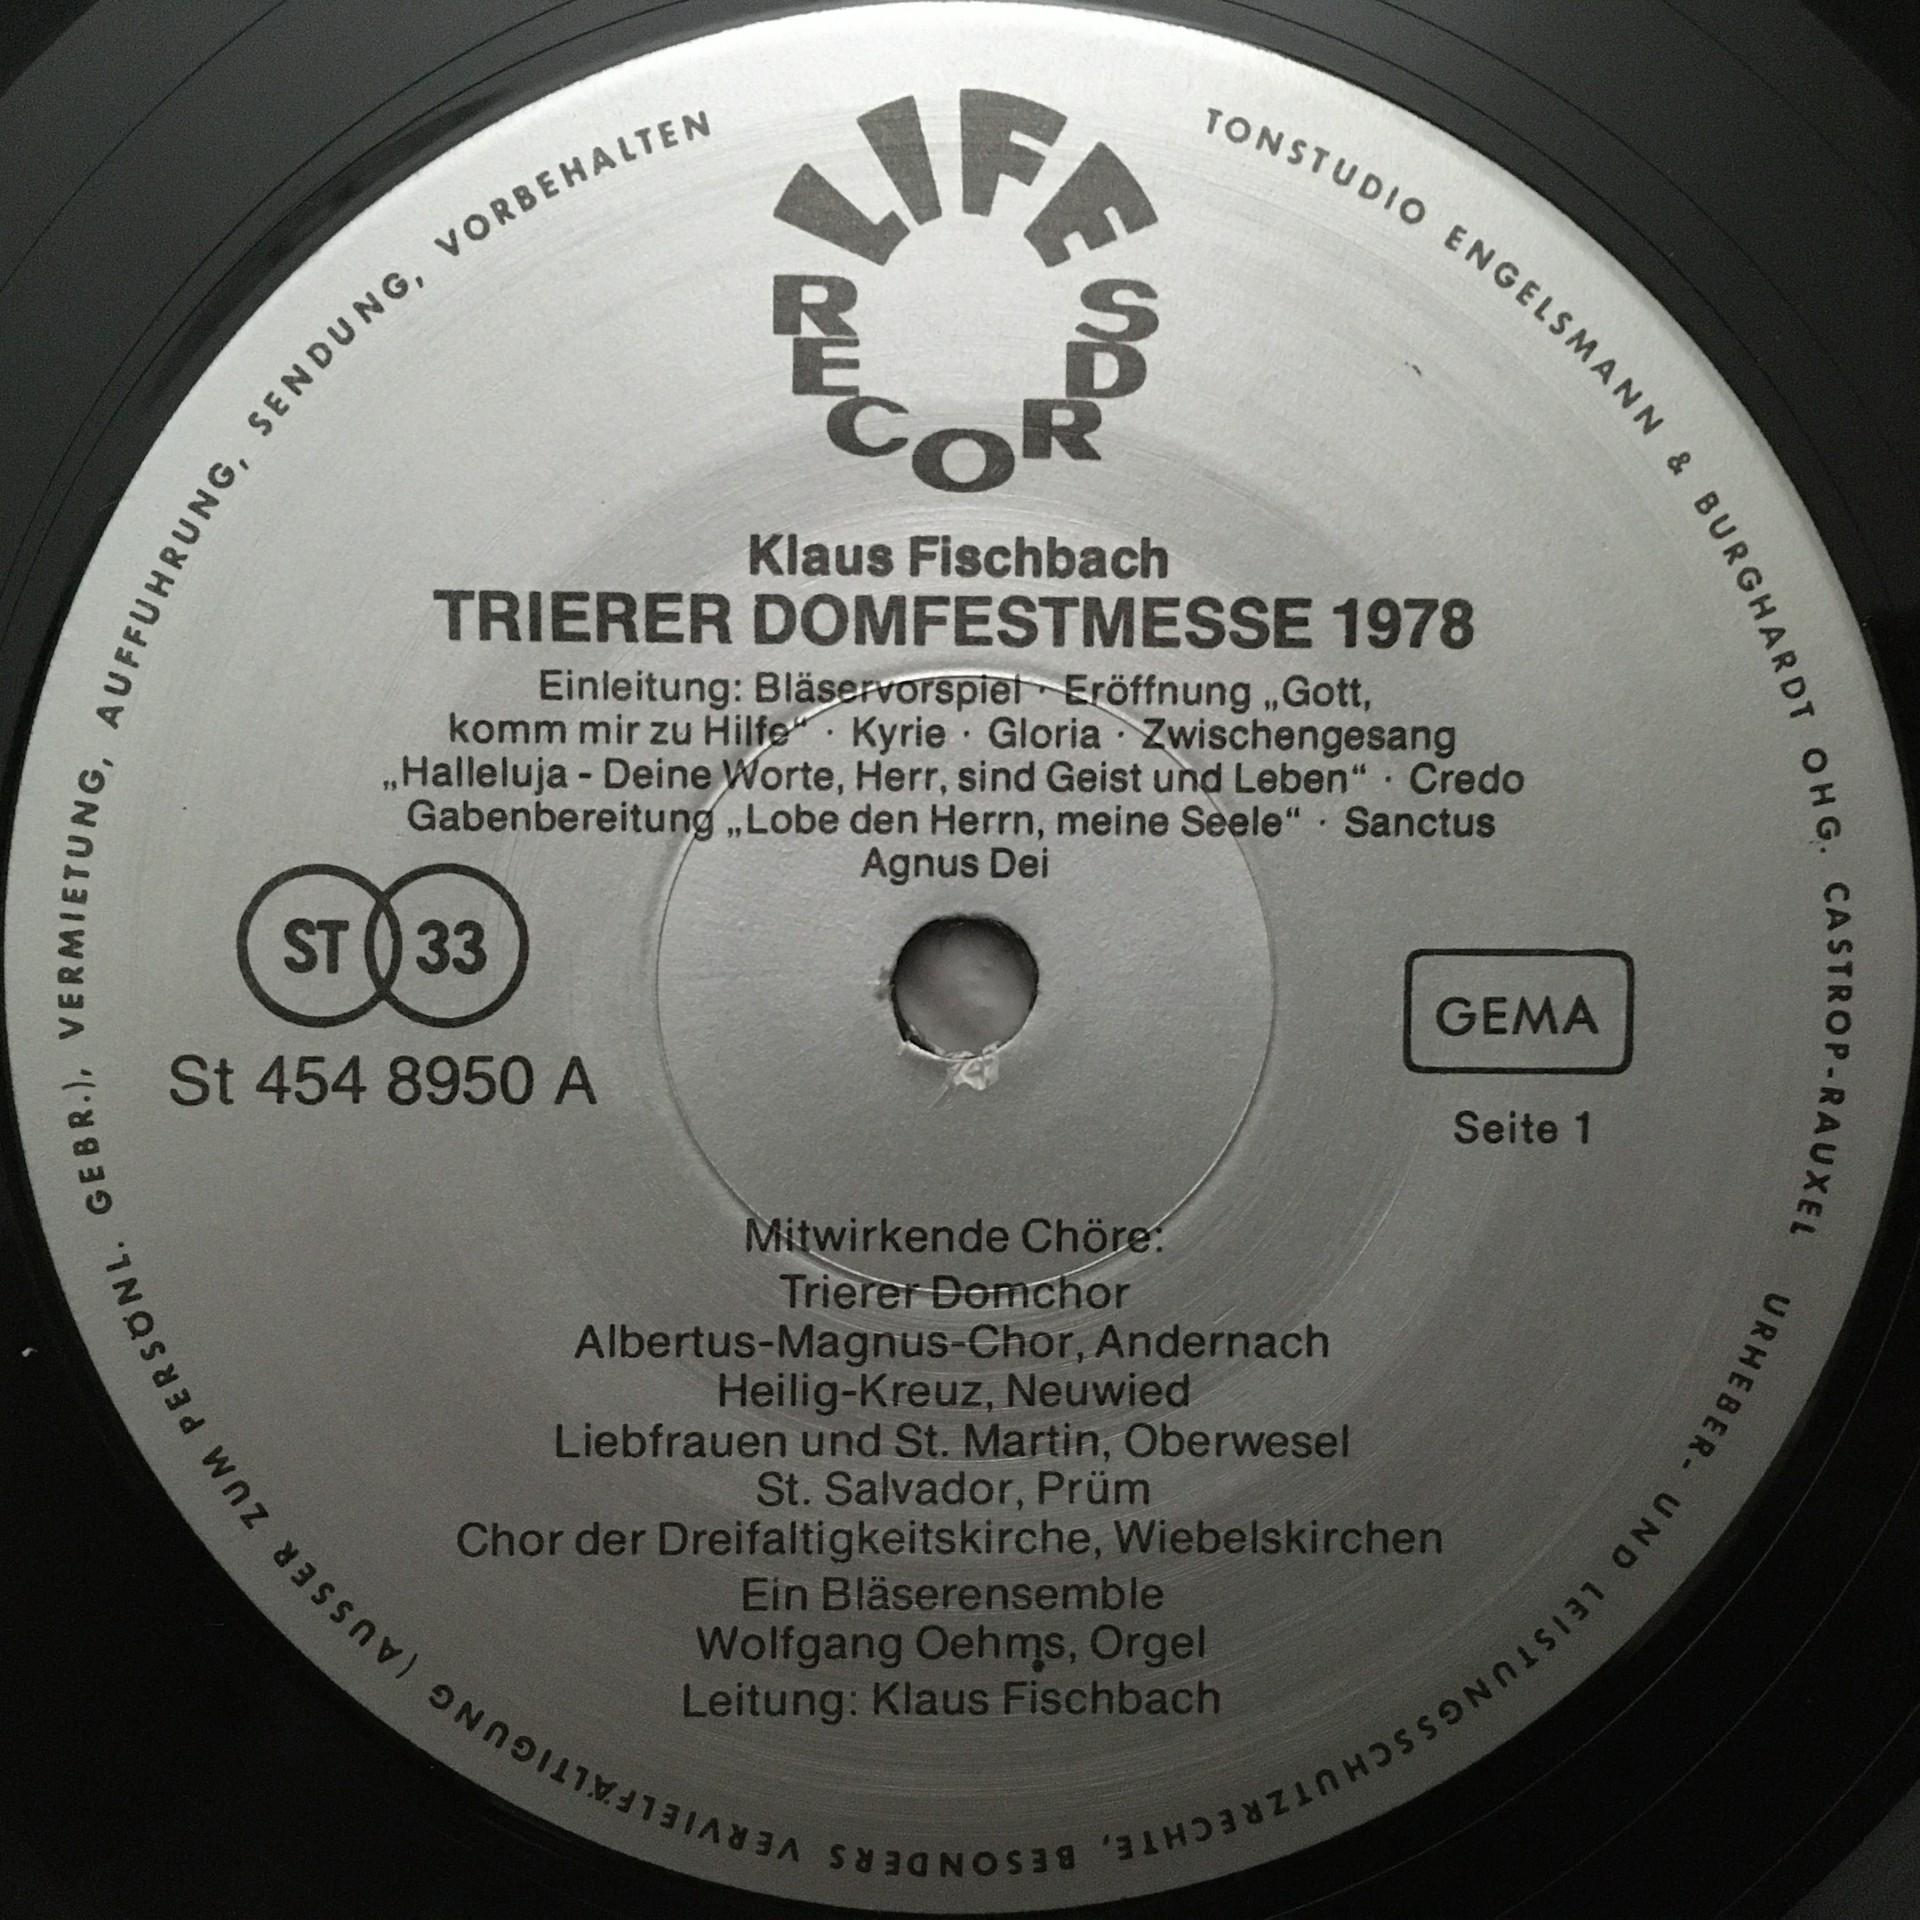 LIFE
RECORDS
Klaus Fischbach
TRIERER DOMFESTMESSE 1978
Einleitung: Bläservorspiel · Eröffnung „Gott,
komm mir zu Hilfe“ · Kyrie · Gloria · Zwischengesang
„Halleluja - Deine Worte, Herr, sind Geist und Leben“ · Credo
Gabenbereitung „Lobe den Herrn, meine Seele“ · Sanctus
Agnus Dei
ST 33
St 454 8950 A
GEMA
Seite 1
Mitwirkende Chöre:
Trierer Domchor
Albertus-Magnus-Chor, Andernach
Heilig-Kreuz, Neuwied
Liebfrauen und St. Martin, Oberwesel
St. Salvador, Prüm
Chor der Dreifaltigkeitskirche, Wiebelskirchen
Ein Bläserensemble
Wolfgang Oehms, Orgel
Leitung: Klaus Fischbach
TONSTUDIO ENGELSMANN & BURGHARDT OHG. CASTROP-RAUXEL URHEBER- UND LEISTUNGSSCHUTZRECHTE, BESONDERS VERVIELFÄLTIGUNG (AUSSER ZUM PERSÖNL. GEBR.), VERMIETUNG, AUFFÜHRUNG, SENDUNG, VORBEHALTEN